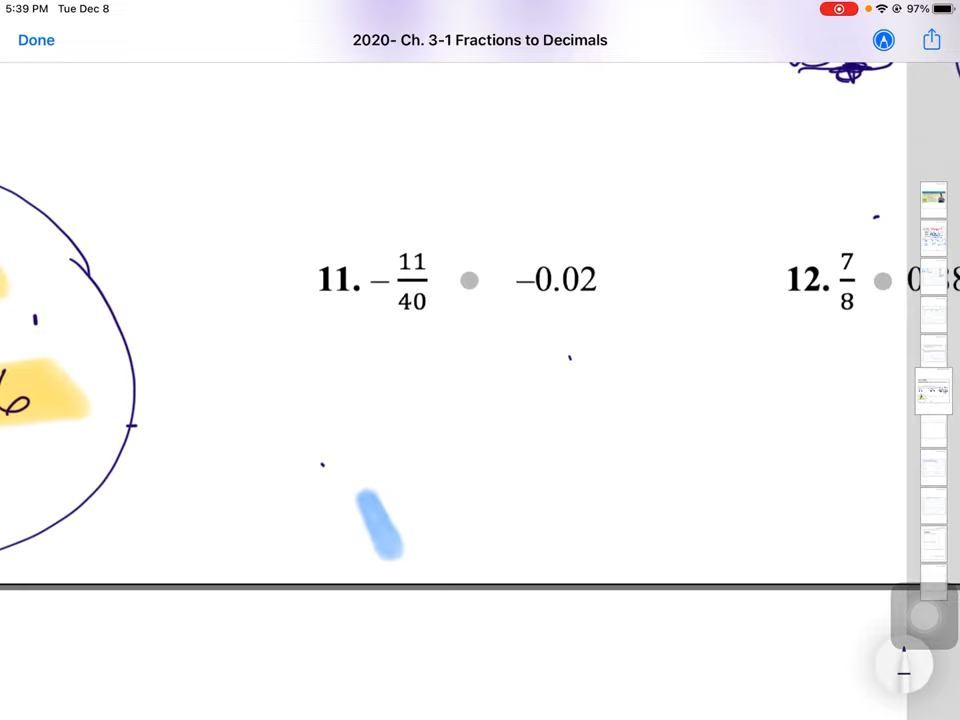 5:39 PM Tue Dec 8 97%
Done 2020- Ch. 3-1 Fractions to Decimals
11. −11/40 ● −0.02 12. 7/8 ●
6